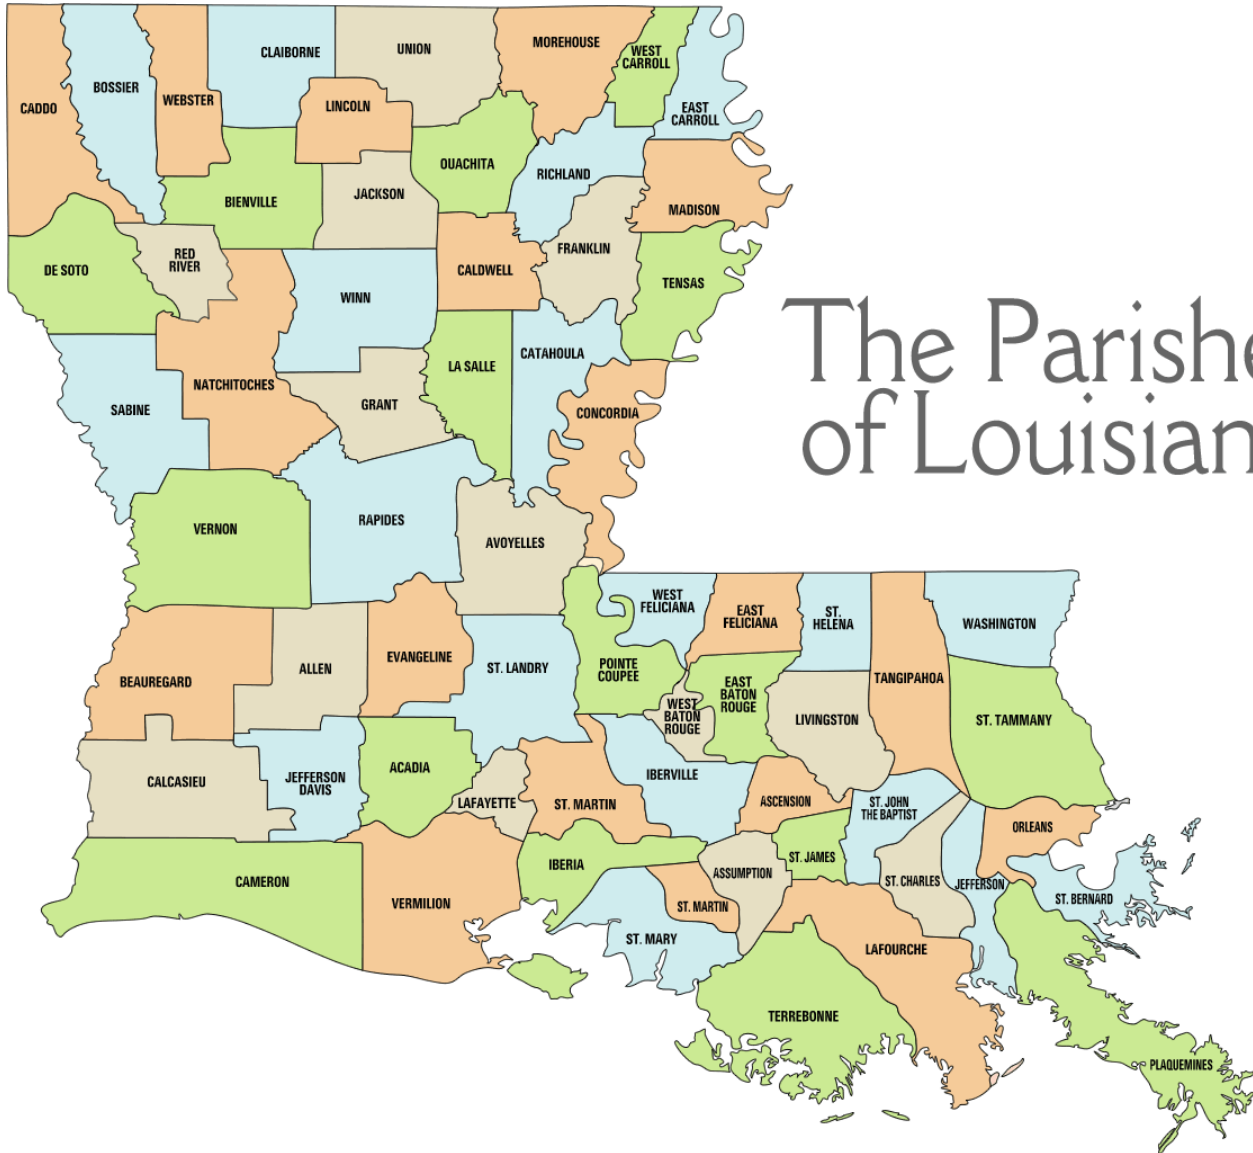 CADDO
BOSSIER
WEBSTER
CLAIBORNE
UNION
MOREHOUSE
WEST
CARROLL
EAST
CARROLL
LINCOLN
OUACHITA
RICHLAND
MADISON
BIENVILLE
JACKSON
DE SOTO
RED
RIVER
WINN
CALDWELL
FRANKLIN
TENSAS
The Parishe
of Louisian
SABINE
NATCHITOCHES
GRANT
LA SALLE
CATAHOULA
CONCORDIA
VERNON
RAPIDES
AVOYELLES
BEAUREGARD
ALLEN
EVANGELINE
ST. LANDRY
POINTE
COUPEE
WEST
FELICIANA
EAST
FELICIANA
ST.
HELENA
TANGIPAHOA
WASHINGTON
WEST
BATON
ROUGE
EAST
BATON
ROUGE
LIVINGSTON
ST. TAMMANY
CALCASIEU
JEFFERSON
DAVIS
ACADIA
LAFAYETTE
ST. MARTIN
IBERVILLE
ASCENSION
ST. JOHN
THE BAPTIST
ORLEANS
CAMERON
VERMILION
IBERIA
ASSUMPTION
ST. JAMES
ST. CHARLES
JEFFERSON
ST. BERNARD
ST. MARTIN
ST. MARY
LAFOURCHE
TERREBONNE
PLAQUEMINES